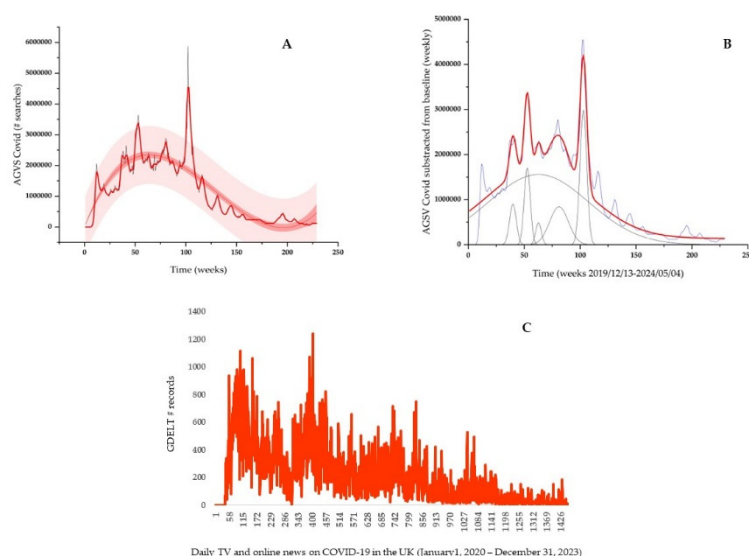 A
AGVS Covid (# searches)
6000000
5000000
4000000
3000000
2000000
1000000
0
0 50 100 150 200 250
Time (weeks)
B
AGSV Covid substracted from baseline (weekly)
5000000
4000000
3000000
2000000
1000000
0
0 50 100 150 200 250
Time (weeks 2019/12/13-2024/05/04)
C
GDELT # records
1400
1200
1000
800
600
400
200
0
1 58 115 172 229 286 343 400 457 514 571 628 685 742 799 856 913 970 1027 1084 1141 1198 1255 1312 1369 1426
Daily TV and online news on COVID-19 in the UK (January1, 2020 – December 31, 2023)